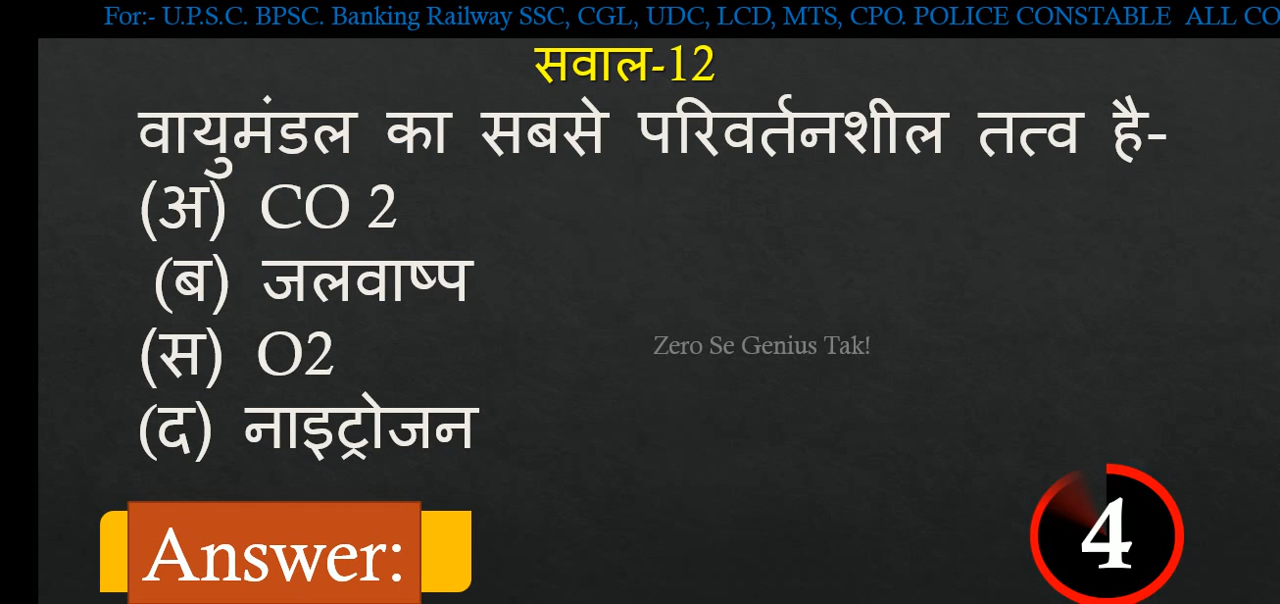 For:- U.P.S.C. BPSC. Banking Railway SSC, CGL, UDC, LCD, MTS, CPO. POLICE CONSTABLE ALL CO
सवाल-12
वायुमंडल का सबसे परिवर्तनशील तत्व है-
(अ) CO 2
(ब) जलवाष्प
(स) O2
Zero Se Genius Tak!
(द) नाइट्रोजन
Answer:
4